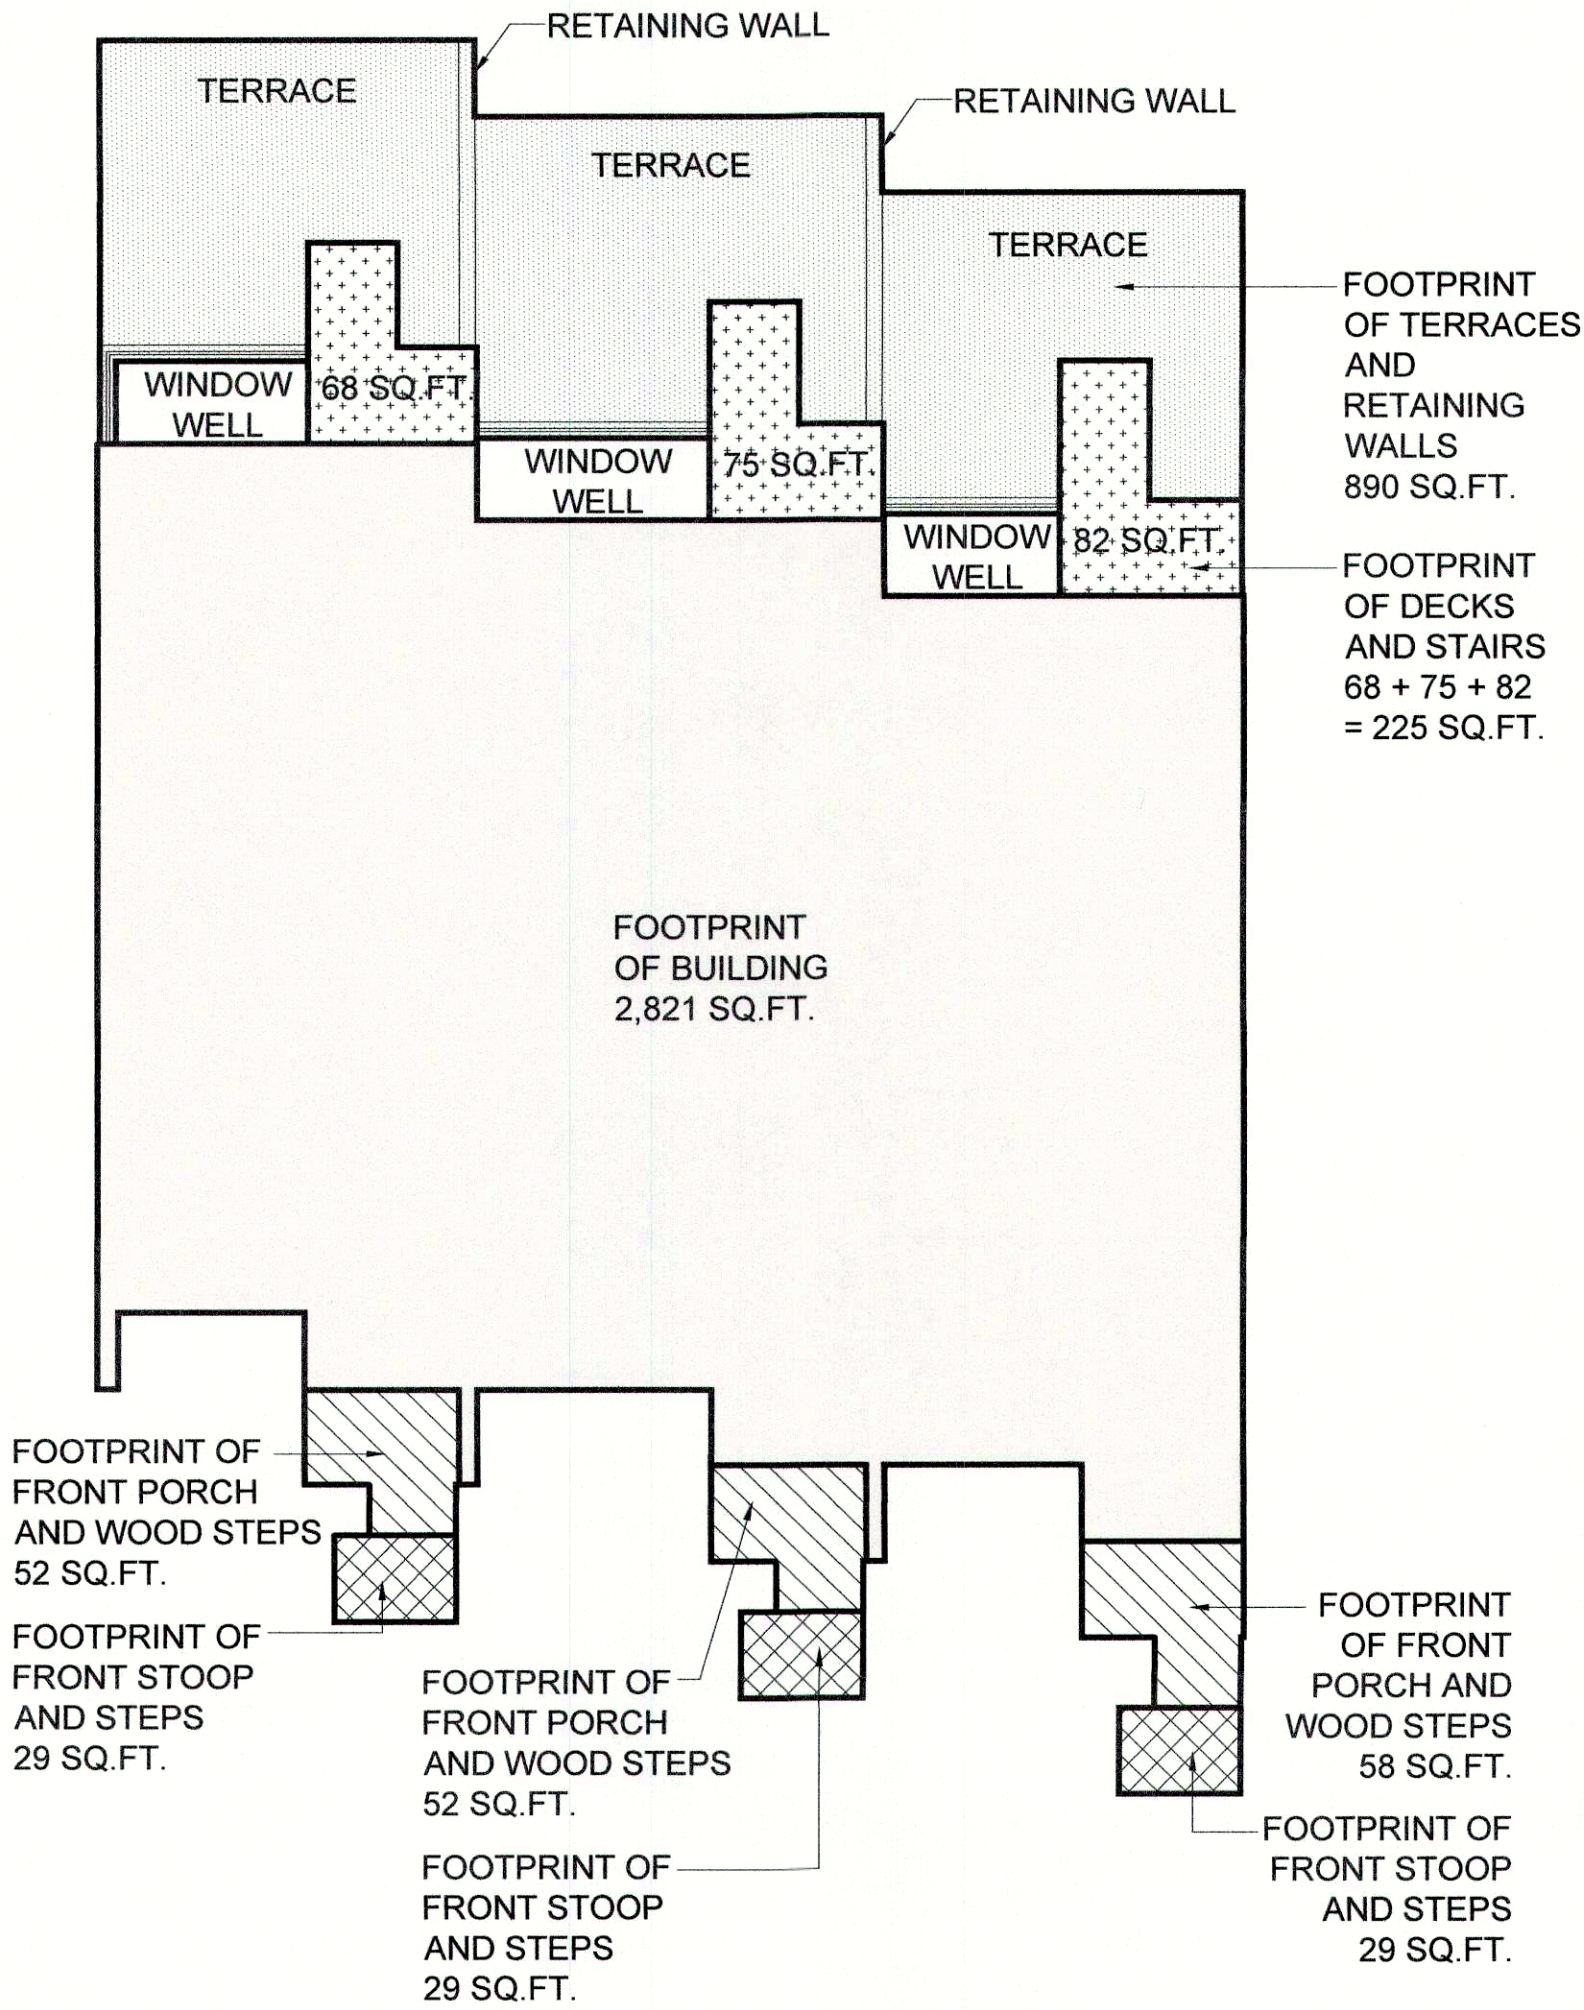 RETAINING WALL
TERRACE
RETAINING WALL
TERRACE
TERRACE
FOOTPRINT
OF TERRACES
AND
RETAINING
WALLS
890 SQ.FT.
WINDOW
WELL
68 SQ.FT.
WINDOW
WELL
75 SQ.FT.
WINDOW
WELL
82 SQ.FT.
FOOTPRINT
OF DECKS
AND STAIRS
68 + 75 + 82
= 225 SQ.FT.
FOOTPRINT
OF BUILDING
2,821 SQ.FT.
FOOTPRINT OF
FRONT PORCH
AND WOOD STEPS
52 SQ.FT.
FOOTPRINT OF
FRONT STOOP
AND STEPS
29 SQ.FT.
FOOTPRINT OF
FRONT PORCH
AND WOOD STEPS
52 SQ.FT.
FOOTPRINT OF
FRONT STOOP
AND STEPS
29 SQ.FT.
FOOTPRINT
OF FRONT
PORCH AND
WOOD STEPS
58 SQ.FT.
FOOTPRINT OF
FRONT STOOP
AND STEPS
29 SQ.FT.